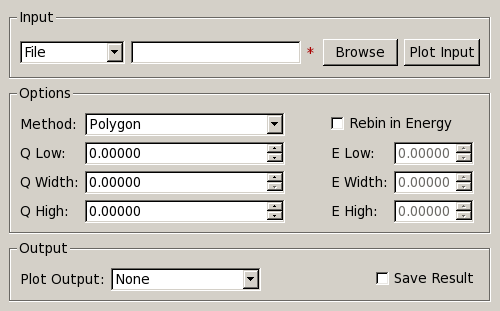 Input
File * Browse Plot Input
Options
Method: Polygon Rebin in Energy
Q Low: 0.00000 E Low: 0.00000
Q Width: 0.00000 E Width: 0.00000
Q High: 0.00000 E High: 0.00000
Output
Plot Output: None Save Result